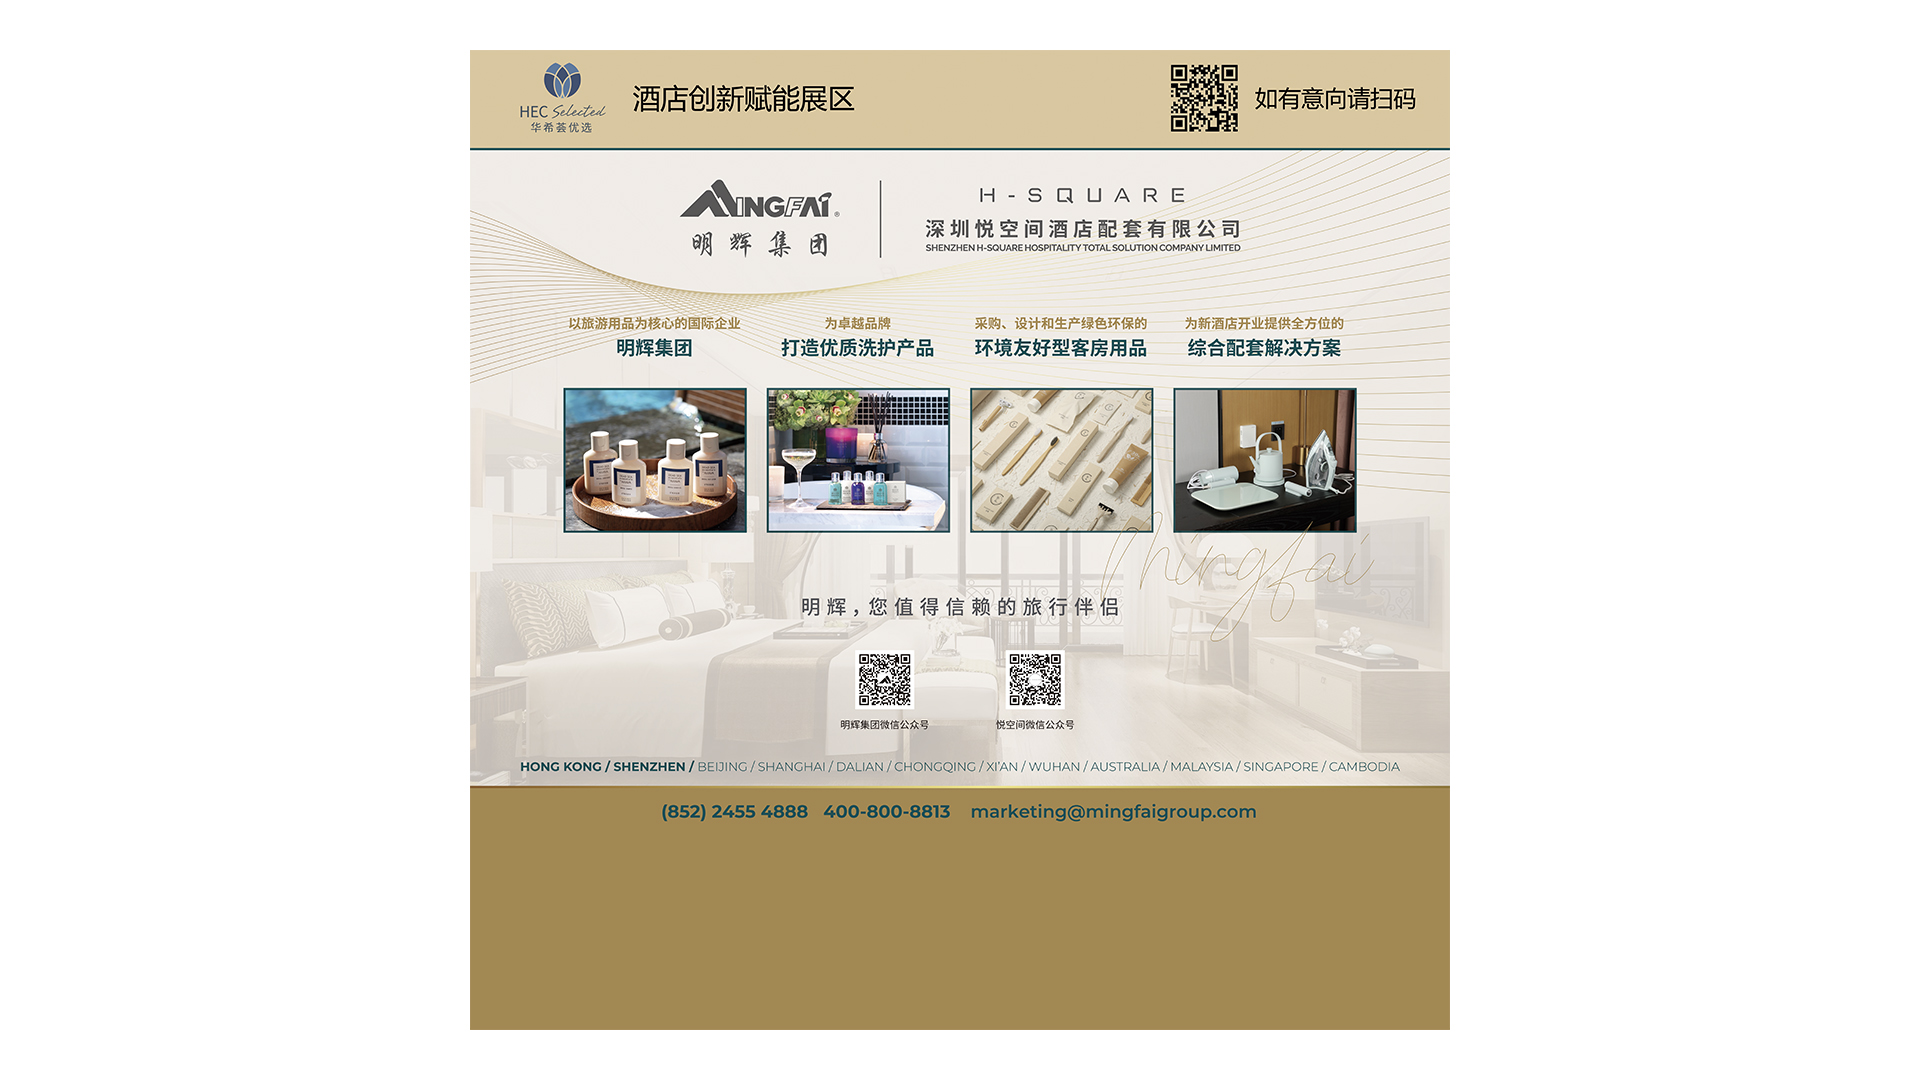 HEC Selected
华希荟优选
酒店创新赋能展区
如有意向请扫码
MINGFAI®
明辉集团
H-SQUARE
深圳悦空间酒店配套有限公司
SHENZHEN H-SQUARE HOSPITALITY TOTAL SOLUTION COMPANY LIMITED
以旅游用品为核心的国际企业
明辉集团
为卓越品牌
打造优质洗护产品
采购、设计和生产绿色环保的
环境友好型客房用品
为新酒店开业提供全方位的
综合配套解决方案
Mingfai
明辉，您值得信赖的旅行伴侣
明辉集团微信公众号
悦空间微信公众号
HONG KONG / SHENZHEN / BEIJING / SHANGHAI / DALIAN / CHONGQING / XI'AN / WUHAN / AUSTRALIA / MALAYSIA / SINGAPORE / CAMBODIA
(852) 2455 4888 400-800-8813 marketing@mingfaigroup.com